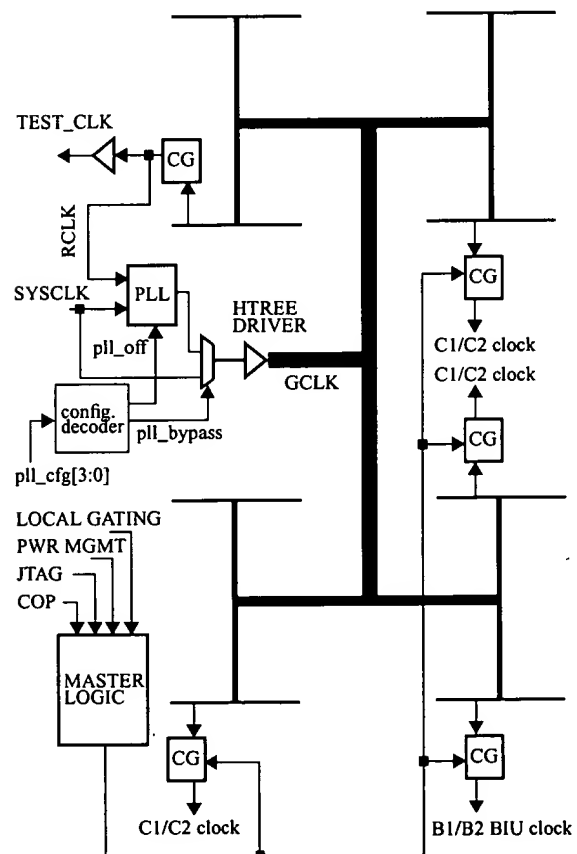 TEST_CLK
CG
RCLK
SYSCLK
PLL
HTREE
DRIVER
CG
pll_off
GCLK
C1/C2 clock
C1/C2 clock
config.
decoder
pll_bypass
CG
pll_cfg[3:0]
LOCAL GATING
PWR MGMT
JTAG
COP
MASTER
LOGIC
CG
CG
C1/C2 clock
B1/B2 BIU clock